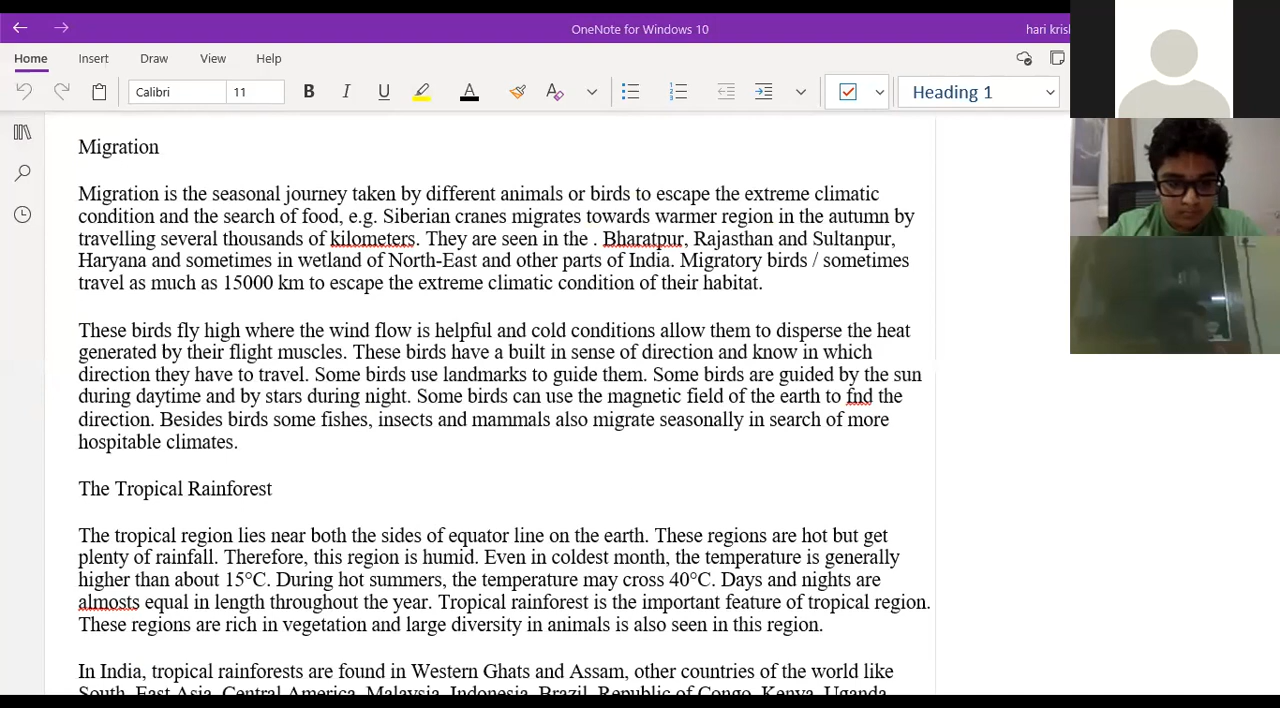 OneNote for Windows 10
hari krisl
Home Insert Draw View Help
Calibri 11 B I U A A Heading 1
Migration
Migration is the seasonal journey taken by different animals or birds to escape the extreme climatic
condition and the search of food, e.g. Siberian cranes migrates towards warmer region in the autumn by
travelling several thousands of kilometers. They are seen in the . Bharatpur, Rajasthan and Sultanpur,
Haryana and sometimes in wetland of North-East and other parts of India. Migratory birds / sometimes
travel as much as 15000 km to escape the extreme climatic condition of their habitat.
These birds fly high where the wind flow is helpful and cold conditions allow them to disperse the heat
generated by their flight muscles. These birds have a built in sense of direction and know in which
direction they have to travel. Some birds use landmarks to guide them. Some birds are guided by the sun
during daytime and by stars during night. Some birds can use the magnetic field of the earth to fnd the
direction. Besides birds some fishes, insects and mammals also migrate seasonally in search of more
hospitable climates.
The Tropical Rainforest
The tropical region lies near both the sides of equator line on the earth. These regions are hot but get
plenty of rainfall. Therefore, this region is humid. Even in coldest month, the temperature is generally
higher than about 15°C. During hot summers, the temperature may cross 40°C. Days and nights are
almosts equal in length throughout the year. Tropical rainforest is the important feature of tropical region.
These regions are rich in vegetation and large diversity in animals is also seen in this region.
In India, tropical rainforests are found in Western Ghats and Assam, other countries of the world like
South, East Asia, Central America, Malaysia, Indonesia, Brazil, Republic of Congo, Kenya, Uganda